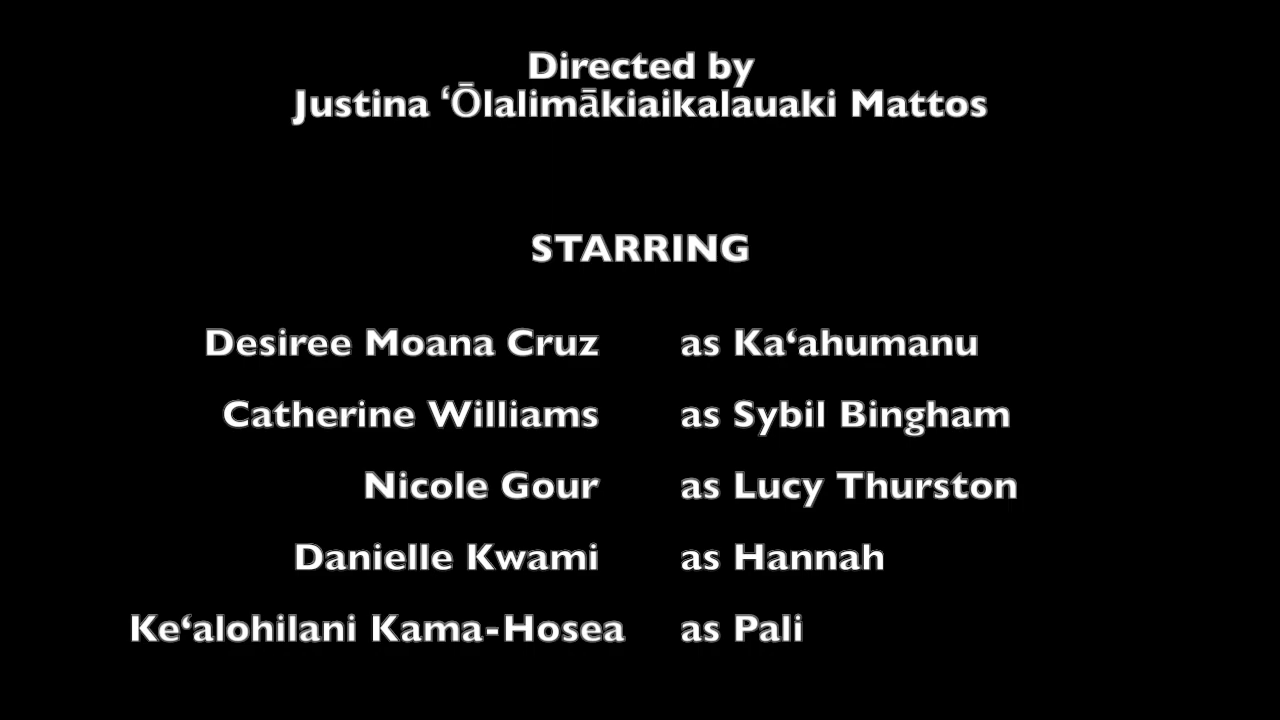 Directed by
Justina ʻŌlalimākiaikalauaki Mattos
STARRING
Desiree Moana Cruz as Kaʻahumanu
Catherine Williams as Sybil Bingham
Nicole Gour as Lucy Thurston
Danielle Kwami as Hannah
Keʻalohilani Kama-Hosea as Pali